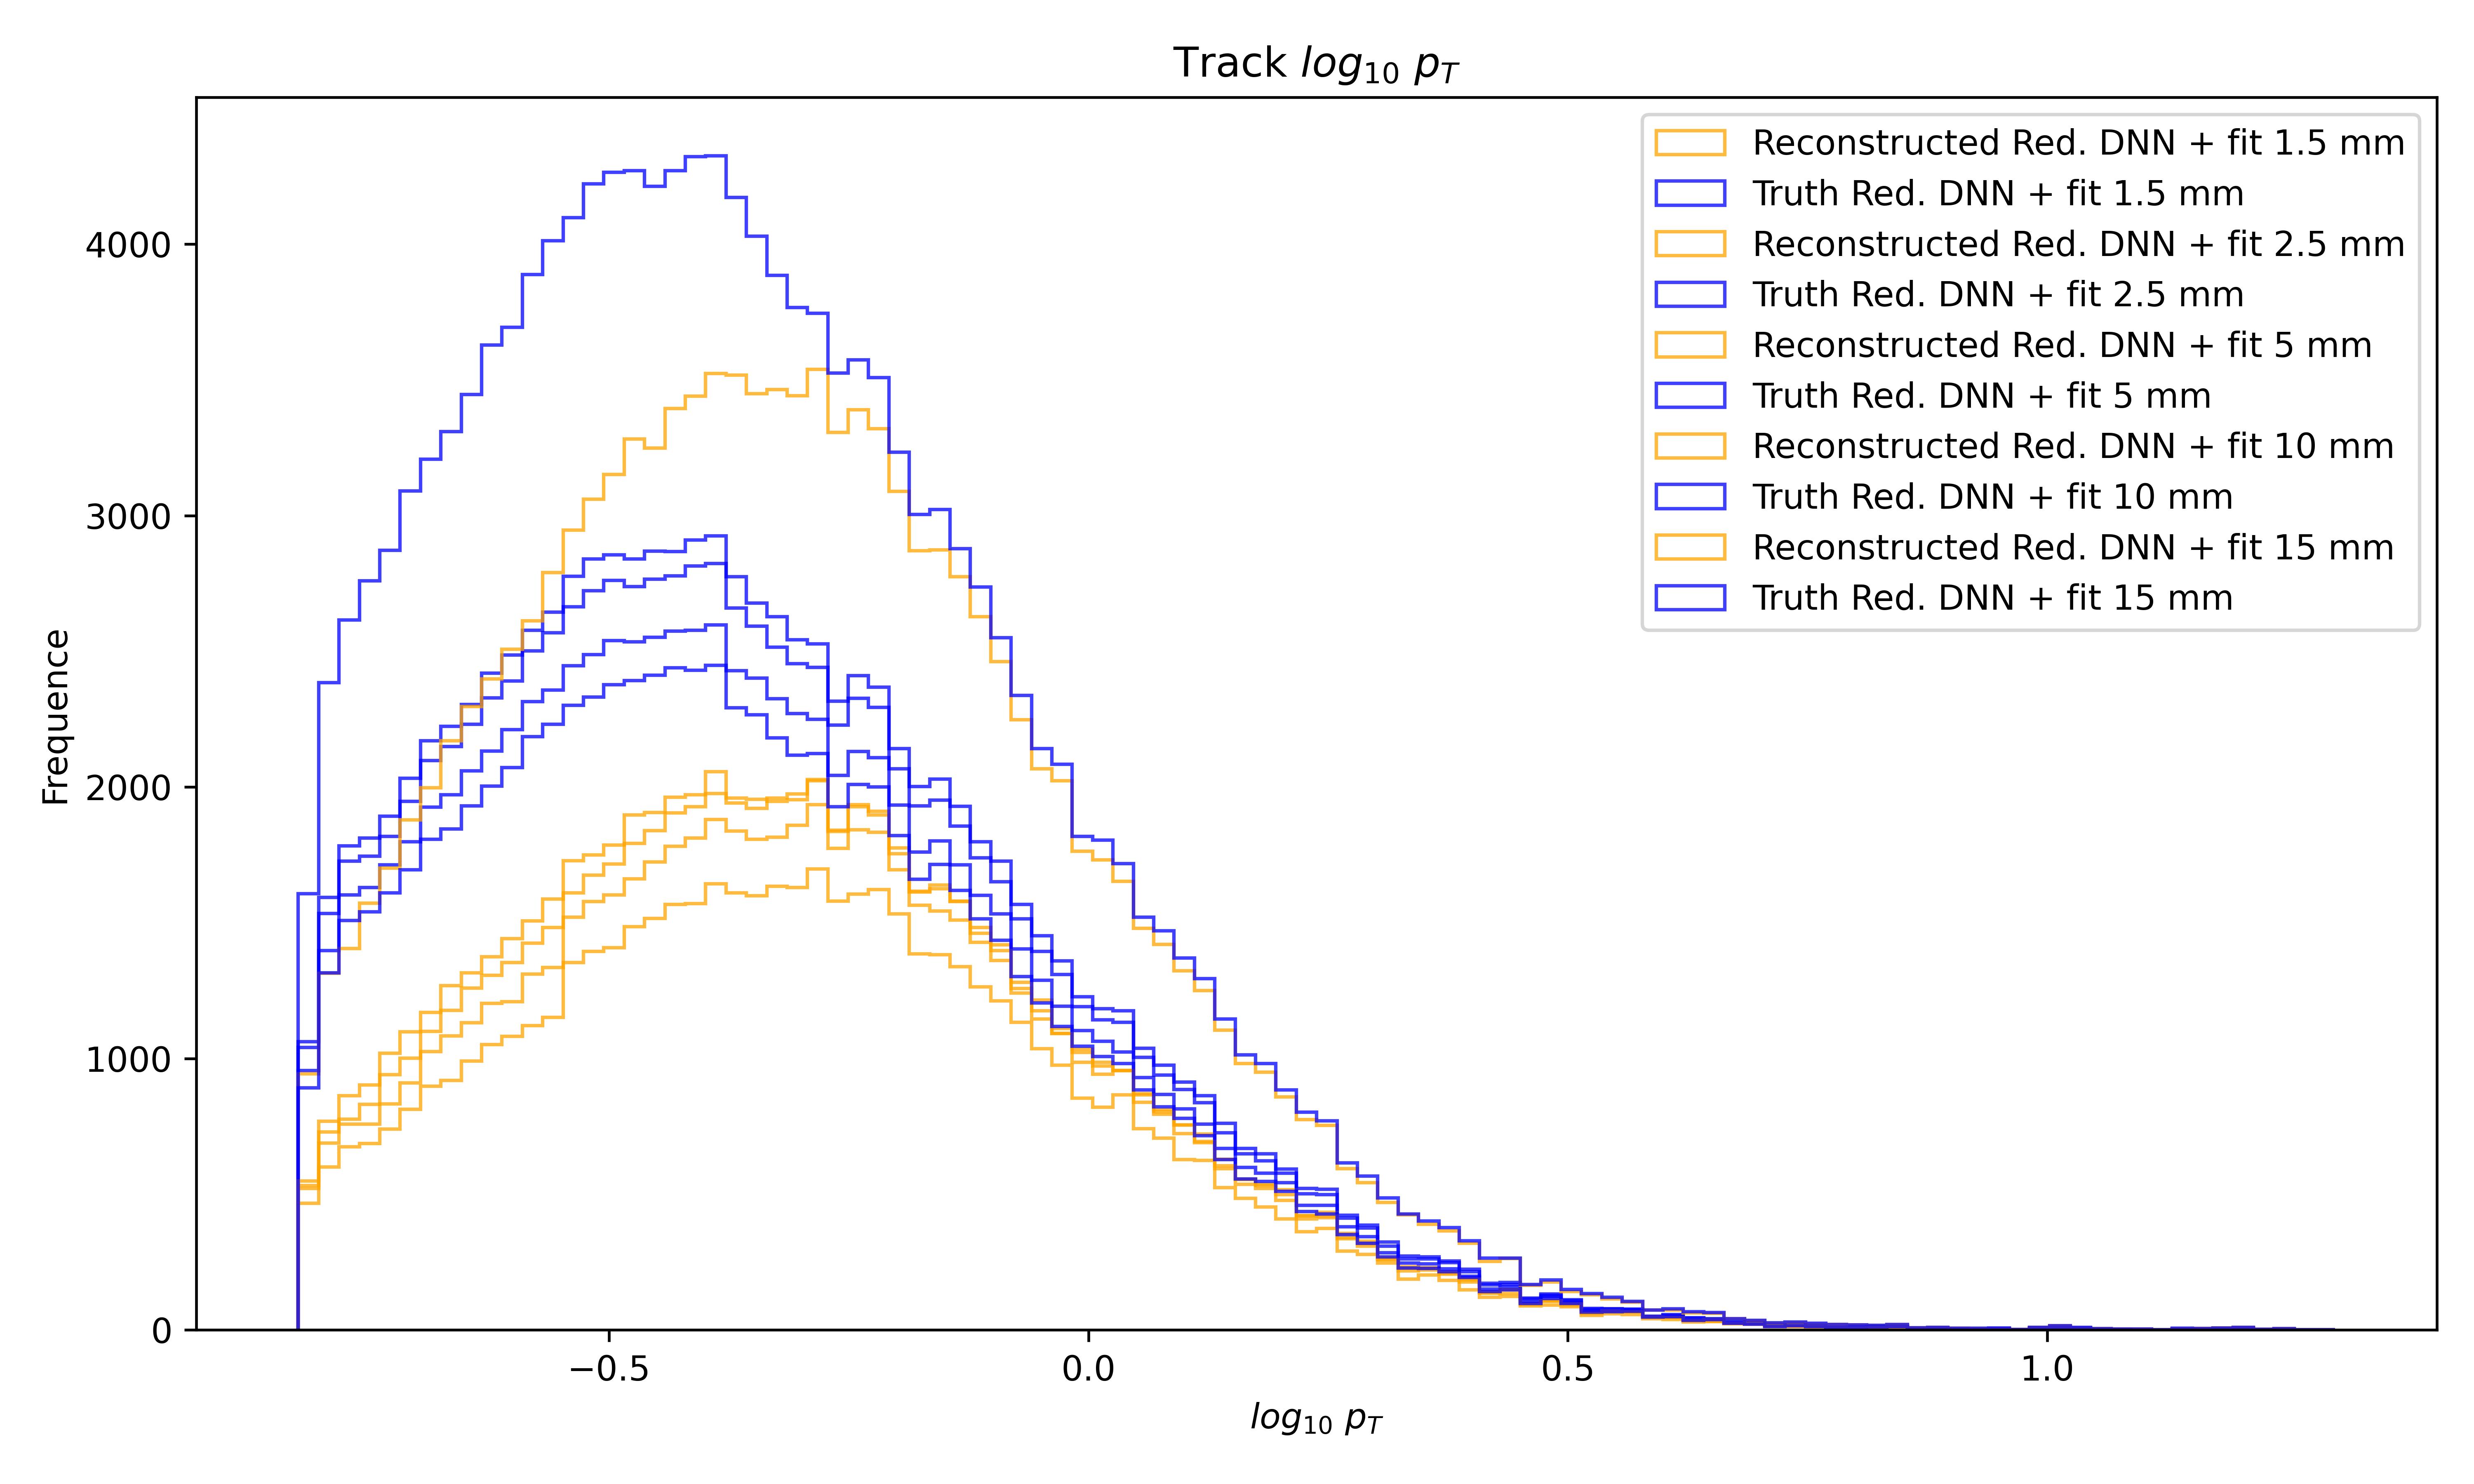 Track log₁₀ p_T
Reconstructed Red. DNN + fit 1.5 mm
Truth Red. DNN + fit 1.5 mm
Reconstructed Red. DNN + fit 2.5 mm
Truth Red. DNN + fit 2.5 mm
Reconstructed Red. DNN + fit 5 mm
Truth Red. DNN + fit 5 mm
Reconstructed Red. DNN + fit 10 mm
Truth Red. DNN + fit 10 mm
Reconstructed Red. DNN + fit 15 mm
Truth Red. DNN + fit 15 mm
Frequence
4000
3000
2000
1000
0
−0.5 0.0 0.5 1.0
log₁₀ p_T